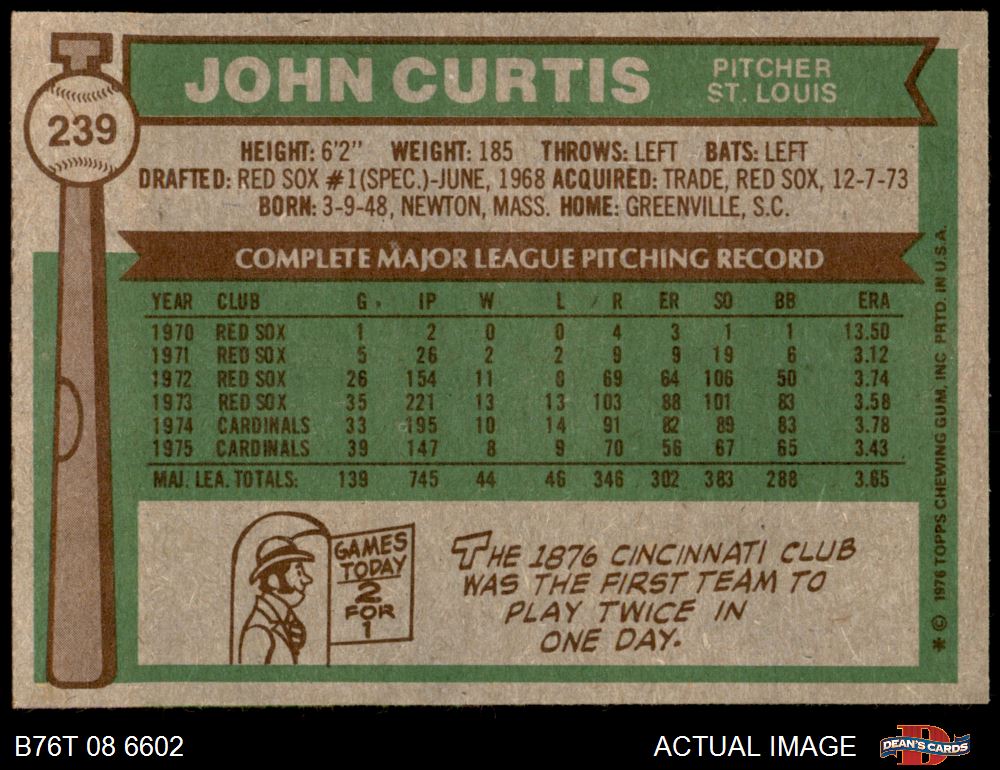 239
JOHN CURTIS
PITCHER
ST. LOUIS
HEIGHT: 6'2" WEIGHT: 185 THROWS: LEFT BATS: LEFT
DRAFTED: RED SOX #1(SPEC.)-JUNE, 1968 ACQUIRED: TRADE, RED SOX, 12-7-73
BORN: 3-9-48, NEWTON, MASS. HOME: GREENVILLE, S.C.
COMPLETE MAJOR LEAGUE PITCHING RECORD
YEAR CLUB G IP W L R ER SO BB ERA
1970 RED SOX 1 2 0 0 4 3 1 1 13.50
1971 RED SOX 5 26 2 2 9 9 19 6 3.12
1972 RED SOX 26 154 11 8 69 64 106 50 3.74
1973 RED SOX 35 221 13 13 103 88 101 83 3.58
1974 CARDINALS 33 195 10 14 91 82 89 83 3.78
1975 CARDINALS 39 147 8 9 70 56 67 65 3.43
MAJ. LEA. TOTALS: 139 745 44 46 346 302 383 288 3.65
GAMES
TODAY
2
FOR
1
THE 1876 CINCINNATI CLUB
WAS THE FIRST TEAM TO
PLAY TWICE IN
ONE DAY.
* © 1976 TOPPS CHEWING GUM, INC. PRTD. IN U.S.A.
B76T 08 6602
ACTUAL IMAGE
DEAN'S CARDS